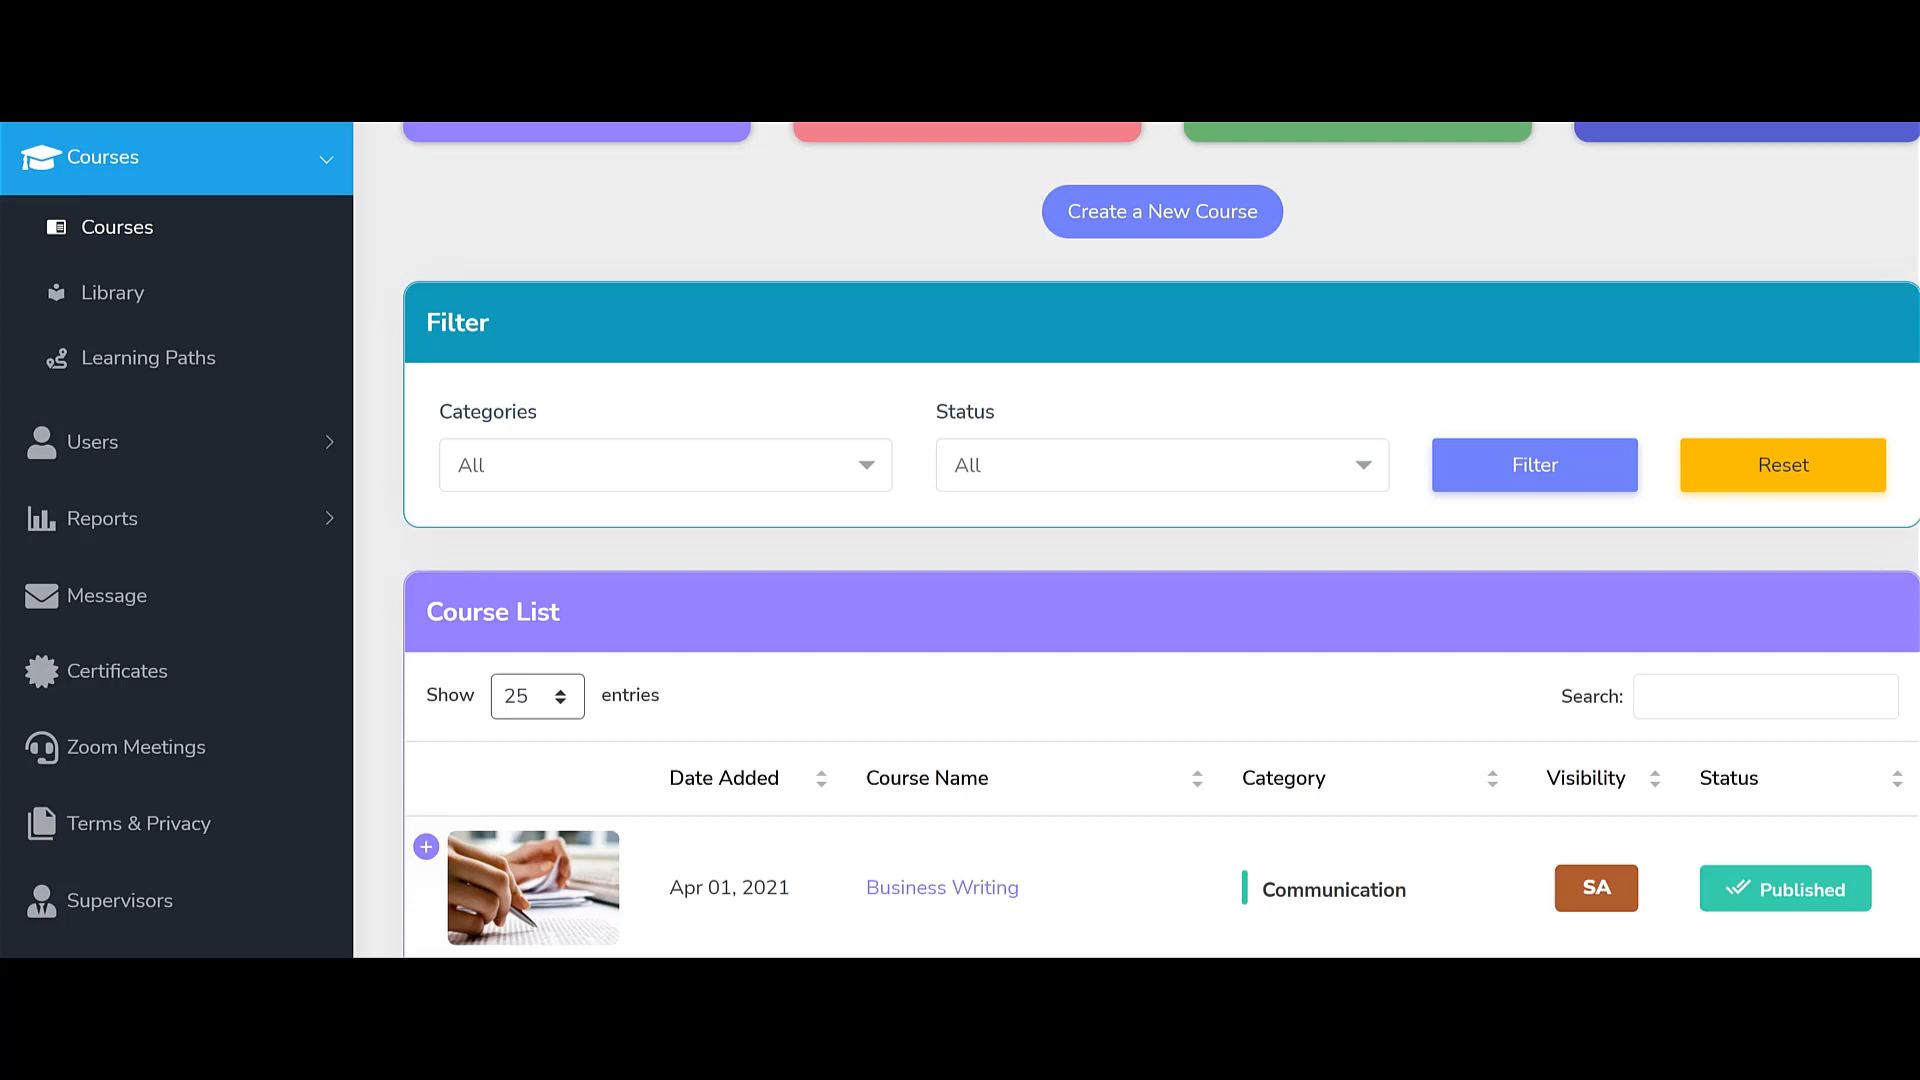 Courses
Courses
Library
Learning Paths
Users
Reports
Message
Certificates
Zoom Meetings
Terms & Privacy
Supervisors
Create a New Course
Filter
Categories
Status
All
All
Filter
Reset
Course List
Show 25 entries
Search:
Date Added Course Name Category Visibility Status
Apr 01, 2021 Business Writing Communication SA Published